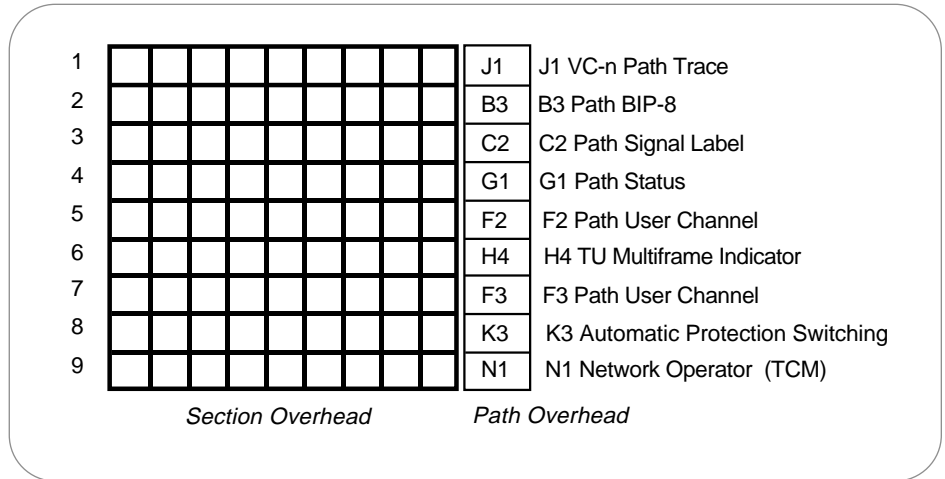 1 J1 J1 VC-n Path Trace
2 B3 B3 Path BIP-8
3 C2 C2 Path Signal Label
4 G1 G1 Path Status
5 F2 F2 Path User Channel
6 H4 H4 TU Multiframe Indicator
7 F3 F3 Path User Channel
8 K3 K3 Automatic Protection Switching
9 N1 N1 Network Operator (TCM)
Section Overhead Path Overhead